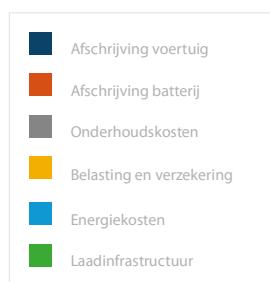 Afschrijving voertuig
Afschrijving batterij
Onderhoudskosten
Belasting en verzekering
Energiekosten
Laadinfrastructuur